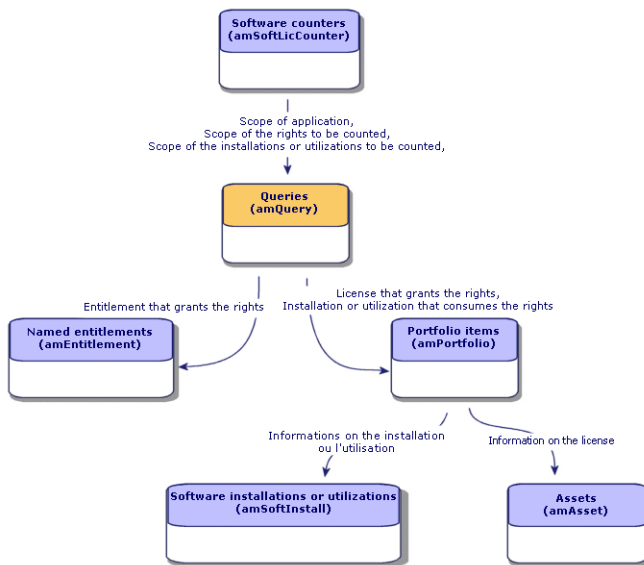 Software counters
(amSoftLicCounter)
Scope of application,
Scope of the rights to be counted,
Scope of the installations or utilizations to be counted,
Queries
(amQuery)
Entitlement that grants the rights
License that grants the rights,
Installation or utilization that consumes the rights
Named entitlements
(amEntitlement)
Portfolio items
(amPortfolio)
Informations on the installation
ou l'utilisation
Information on the license
Software installations or utilizations
(amSoftInstall)
Assets
(amAsset)